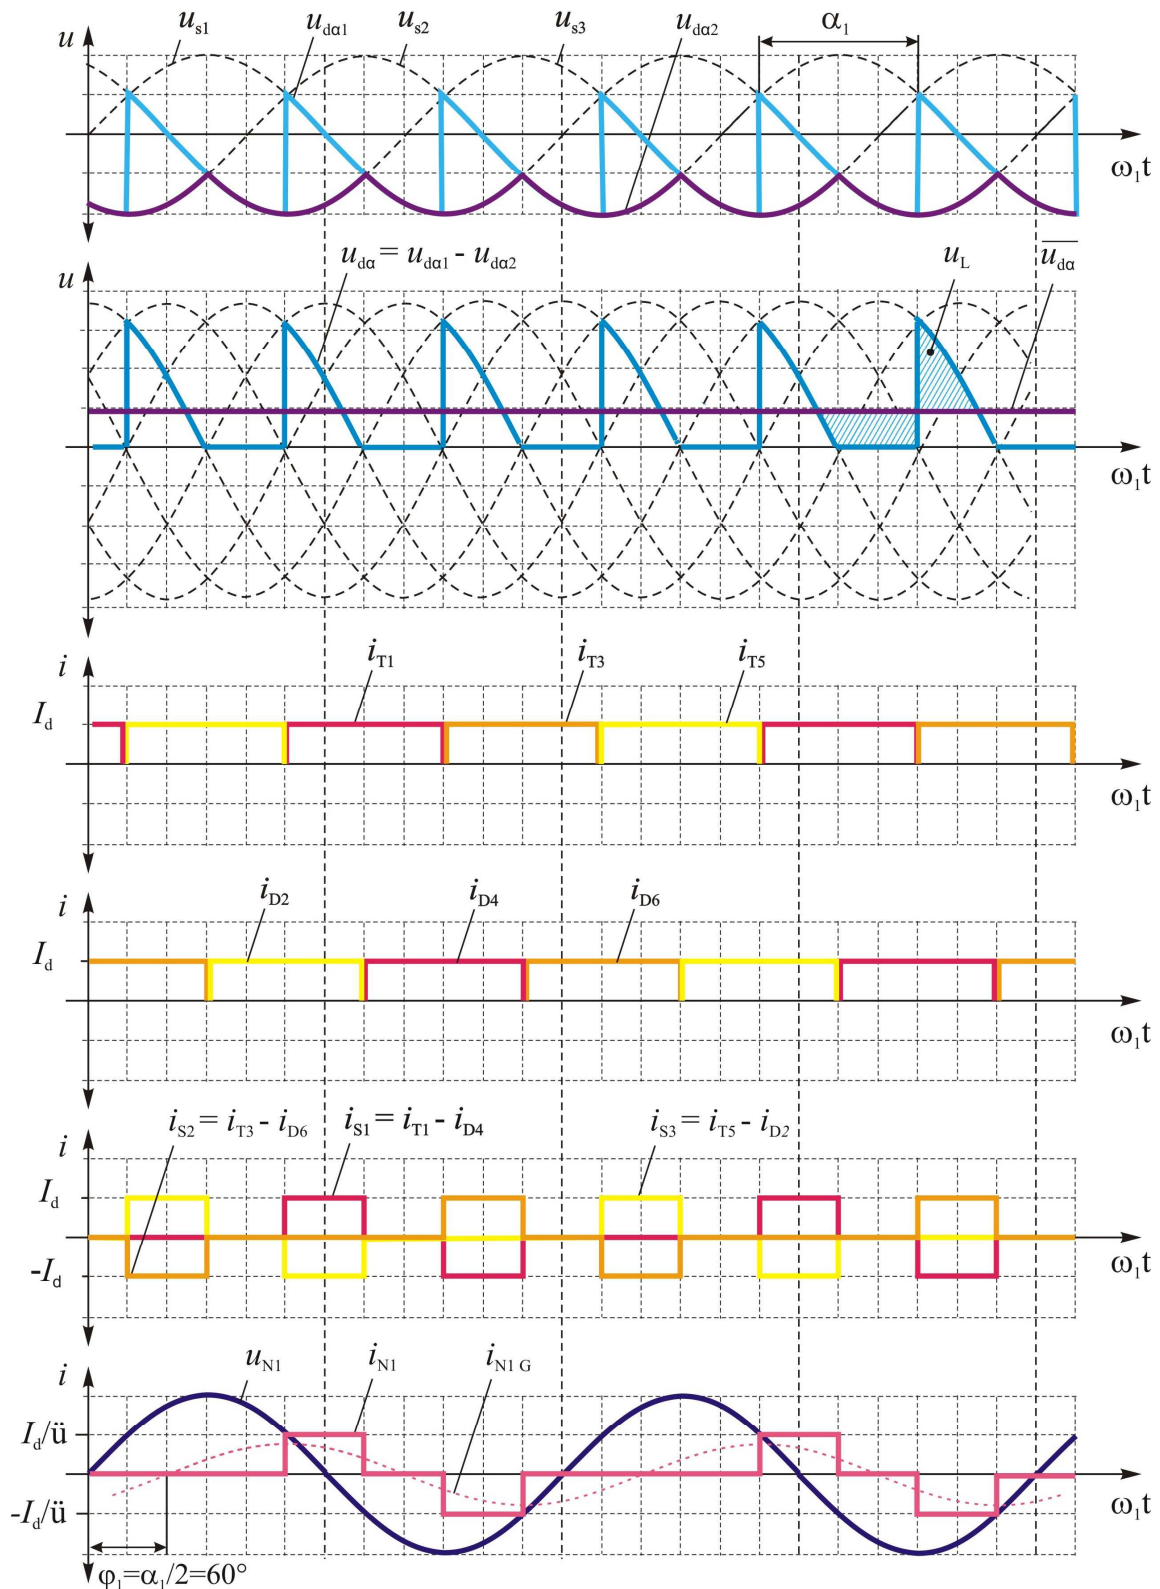 u_s1 u_dα1 u_s2 u_s3 u_dα2 α_1
u
ω_1t
u_dα = u_dα1 - u_dα2 u_L u_dα
u
ω_1t
i_T1 i_T3 i_T5
i
I_d
ω_1t
i_D2 i_D4 i_D6
i
I_d
ω_1t
i_S2 = i_T3 - i_D6 i_S1 = i_T1 - i_D4 i_S3 = i_T5 - i_D2
i
I_d
-I_d
ω_1t
u_N1 i_N1 i_N1 G
i
I_d/ü
-I_d/ü
ω_1t
φ_1=α_1/2=60°